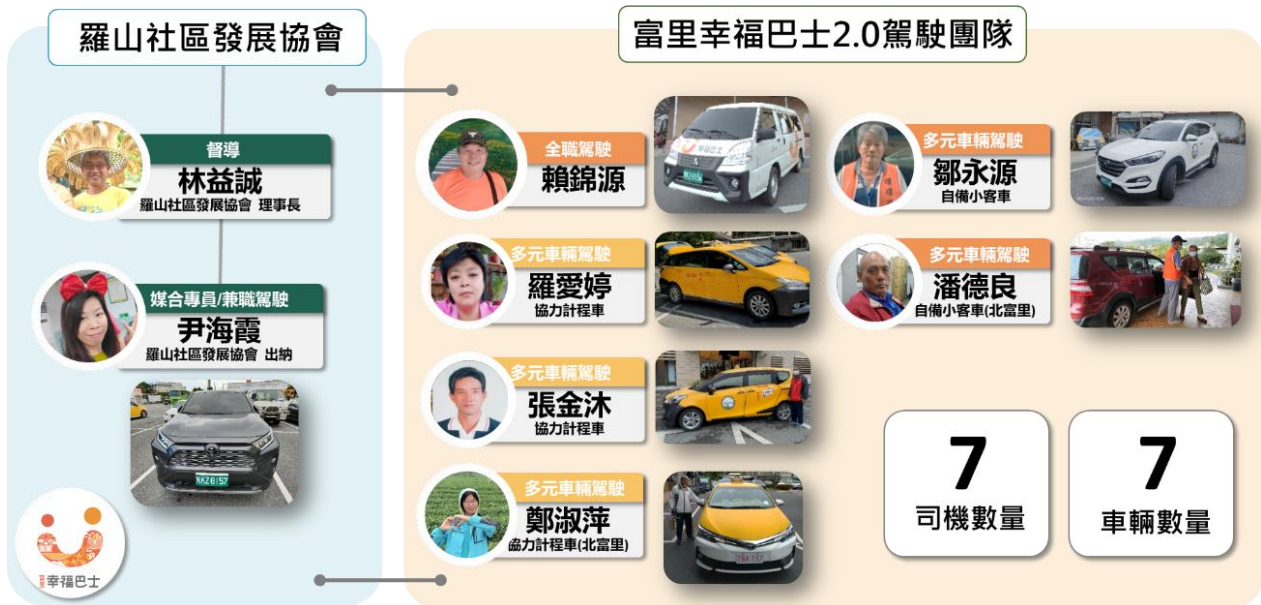 羅山社區發展協會
督導
林益誠
羅山社區發展協會 理事長
媒合專員/兼職駕駛
尹海霞
羅山社區發展協會 出納
幸福巴士
富里幸福巴士2.0駕駛團隊
全職駕駛
賴錦源
幸福巴士
多元車輛駕駛
羅愛婷
協力計程車
多元車輛駕駛
張金沐
協力計程車
多元車輛駕駛
鄭淑萍
協力計程車(北富里)
多元車輛駕駛
鄒永源
自備小客車
多元車輛駕駛
潘德良
自備小客車(北富里)
7
司機數量
7
車輛數量